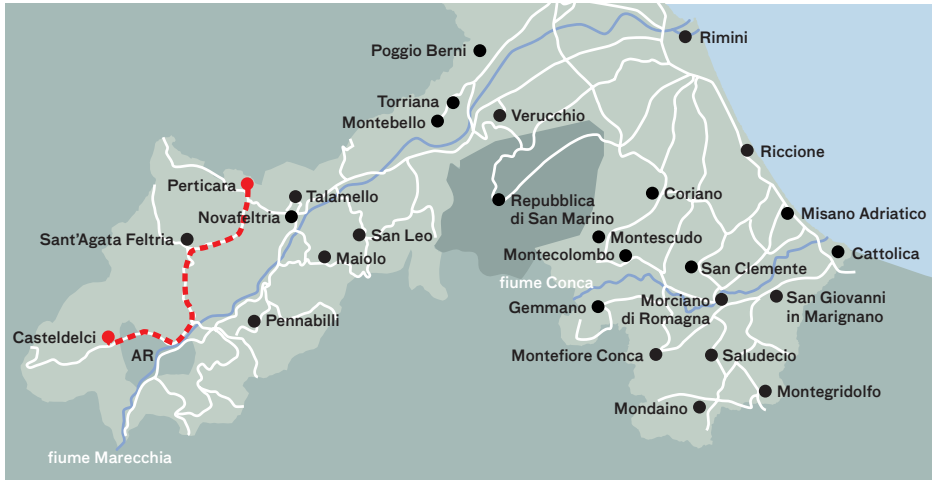 Rimini
Poggio Berni
Torriana
Montebello
Verucchio
Riccione
Perticara
Talamello
Repubblica
di San Marino
Coriano
Novafeltria
Misano Adriatico
Sant'Agata Feltria
San Leo
Montescudo
Maiolo
Montecolombo
Cattolica
San Clemente
fiume Conca
Gemmano
Morciano
di Romagna
San Giovanni
in Marignano
Pennabilli
Casteldelci
AR
Montefiore Conca
Saludecio
Montegridolfo
Mondaino
fiume Marecchia